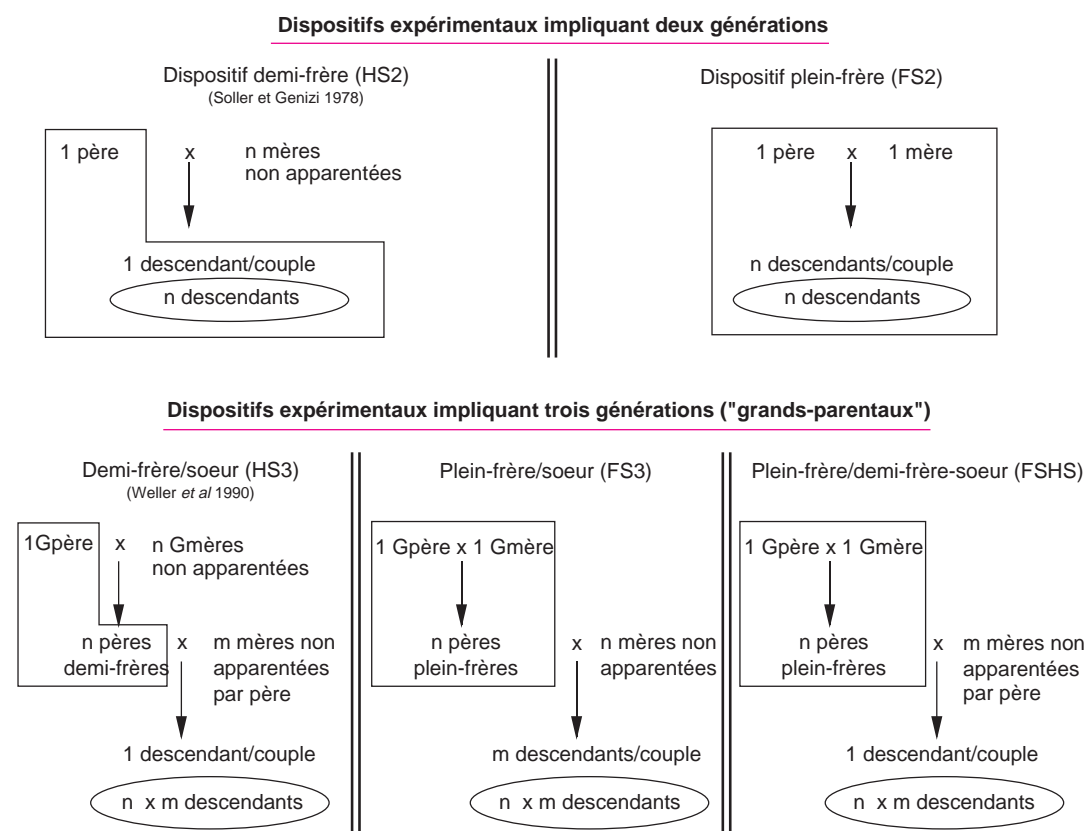 Dispositifs expérimentaux impliquant deux générations
Dispositif demi-frère (HS2)
(Soller et Genizi 1978)
1 père x n mères
non apparentées
1 descendant/couple
n descendants
Dispositif plein-frère (FS2)
1 père x 1 mère
n descendants/couple
n descendants
Dispositifs expérimentaux impliquant trois générations ("grands-parentaux")
Demi-frère/soeur (HS3)
(Weller et al 1990)
1Gpère x n Gmères
non apparentées
n pères x m mères non
demi-frères apparentées
par père
1 descendant/couple
n x m descendants
Plein-frère/soeur (FS3)
1 Gpère x 1 Gmère
n pères x n mères non
plein-frères apparentées
m descendants/couple
n x m descendants
Plein-frère/demi-frère-soeur (FSHS)
1 Gpère x 1 Gmère
n pères x m mères non
plein-frères apparentées
par père
1 descendant/couple
n x m descendants